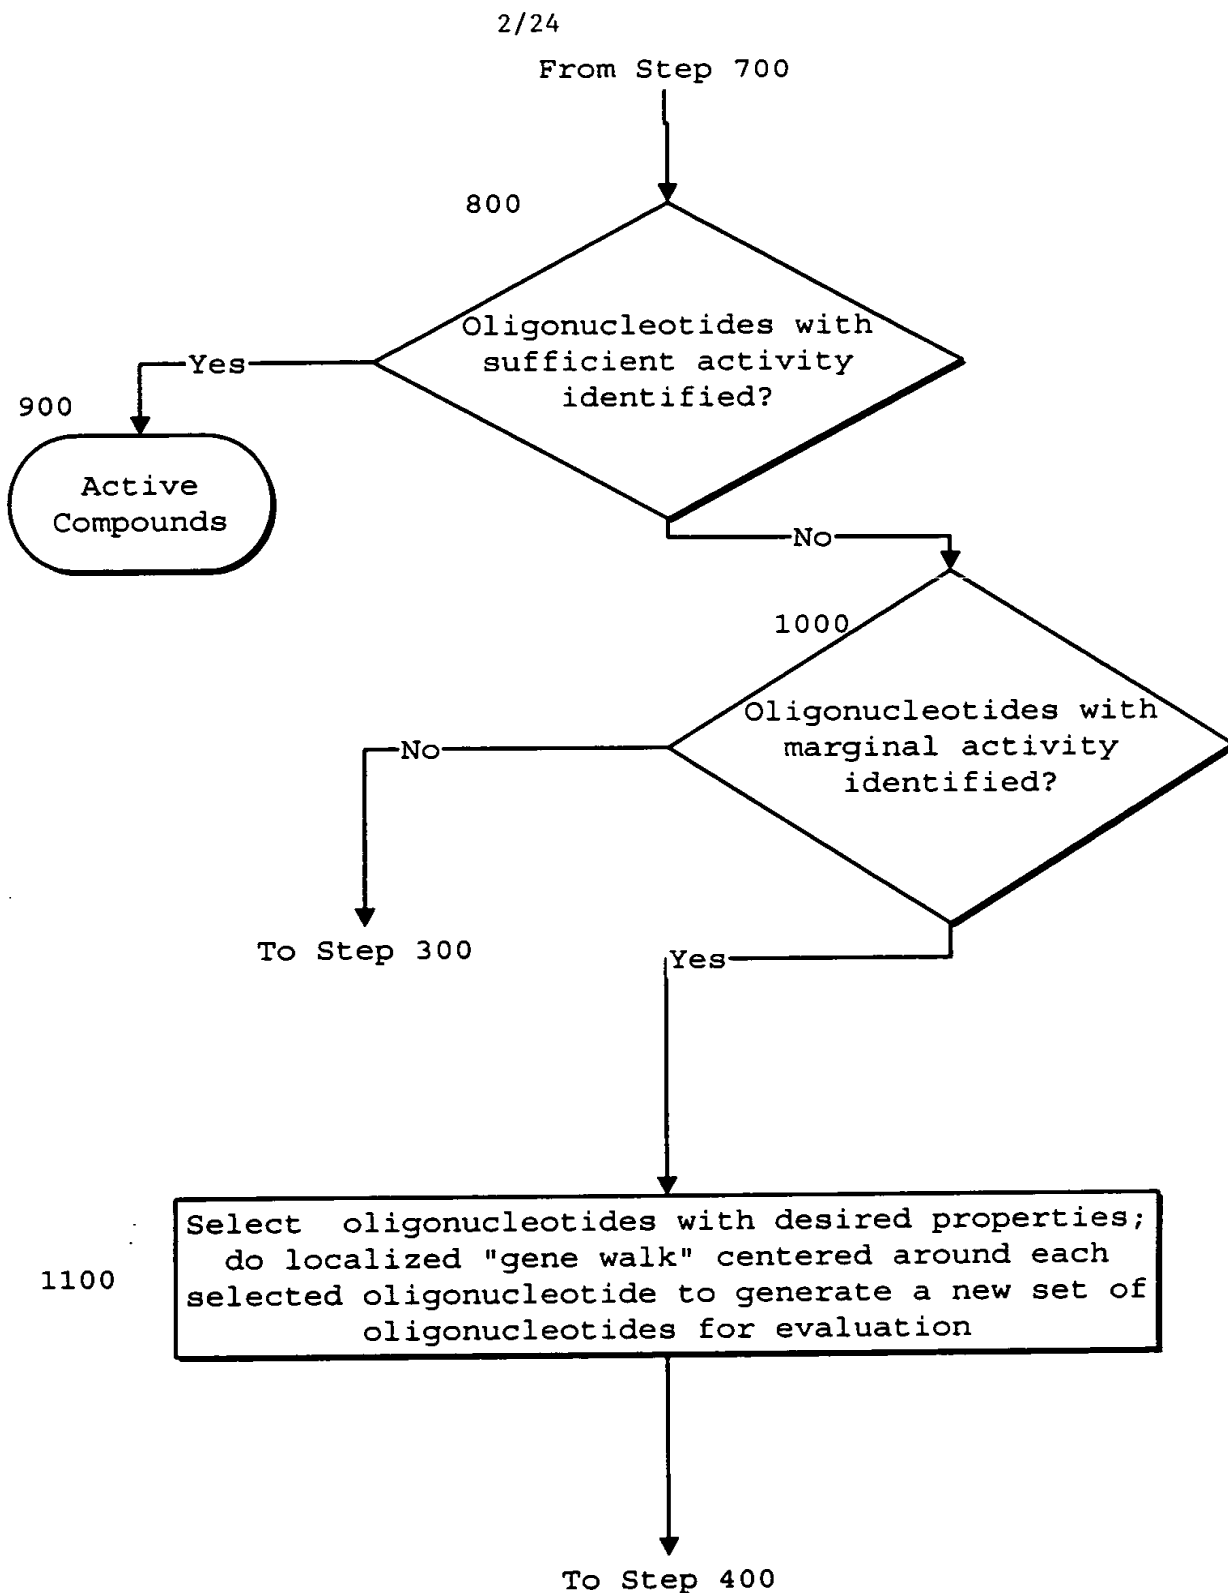 2/24
From Step 700
800
Oligonucleotides with
sufficient activity
identified?
Yes
900
Active
Compounds
No
1000
Oligonucleotides with
marginal activity
identified?
No
To Step 300
Yes
1100
Select oligonucleotides with desired properties;
do localized "gene walk" centered around each
selected oligonucleotide to generate a new set of
oligonucleotides for evaluation
To Step 400